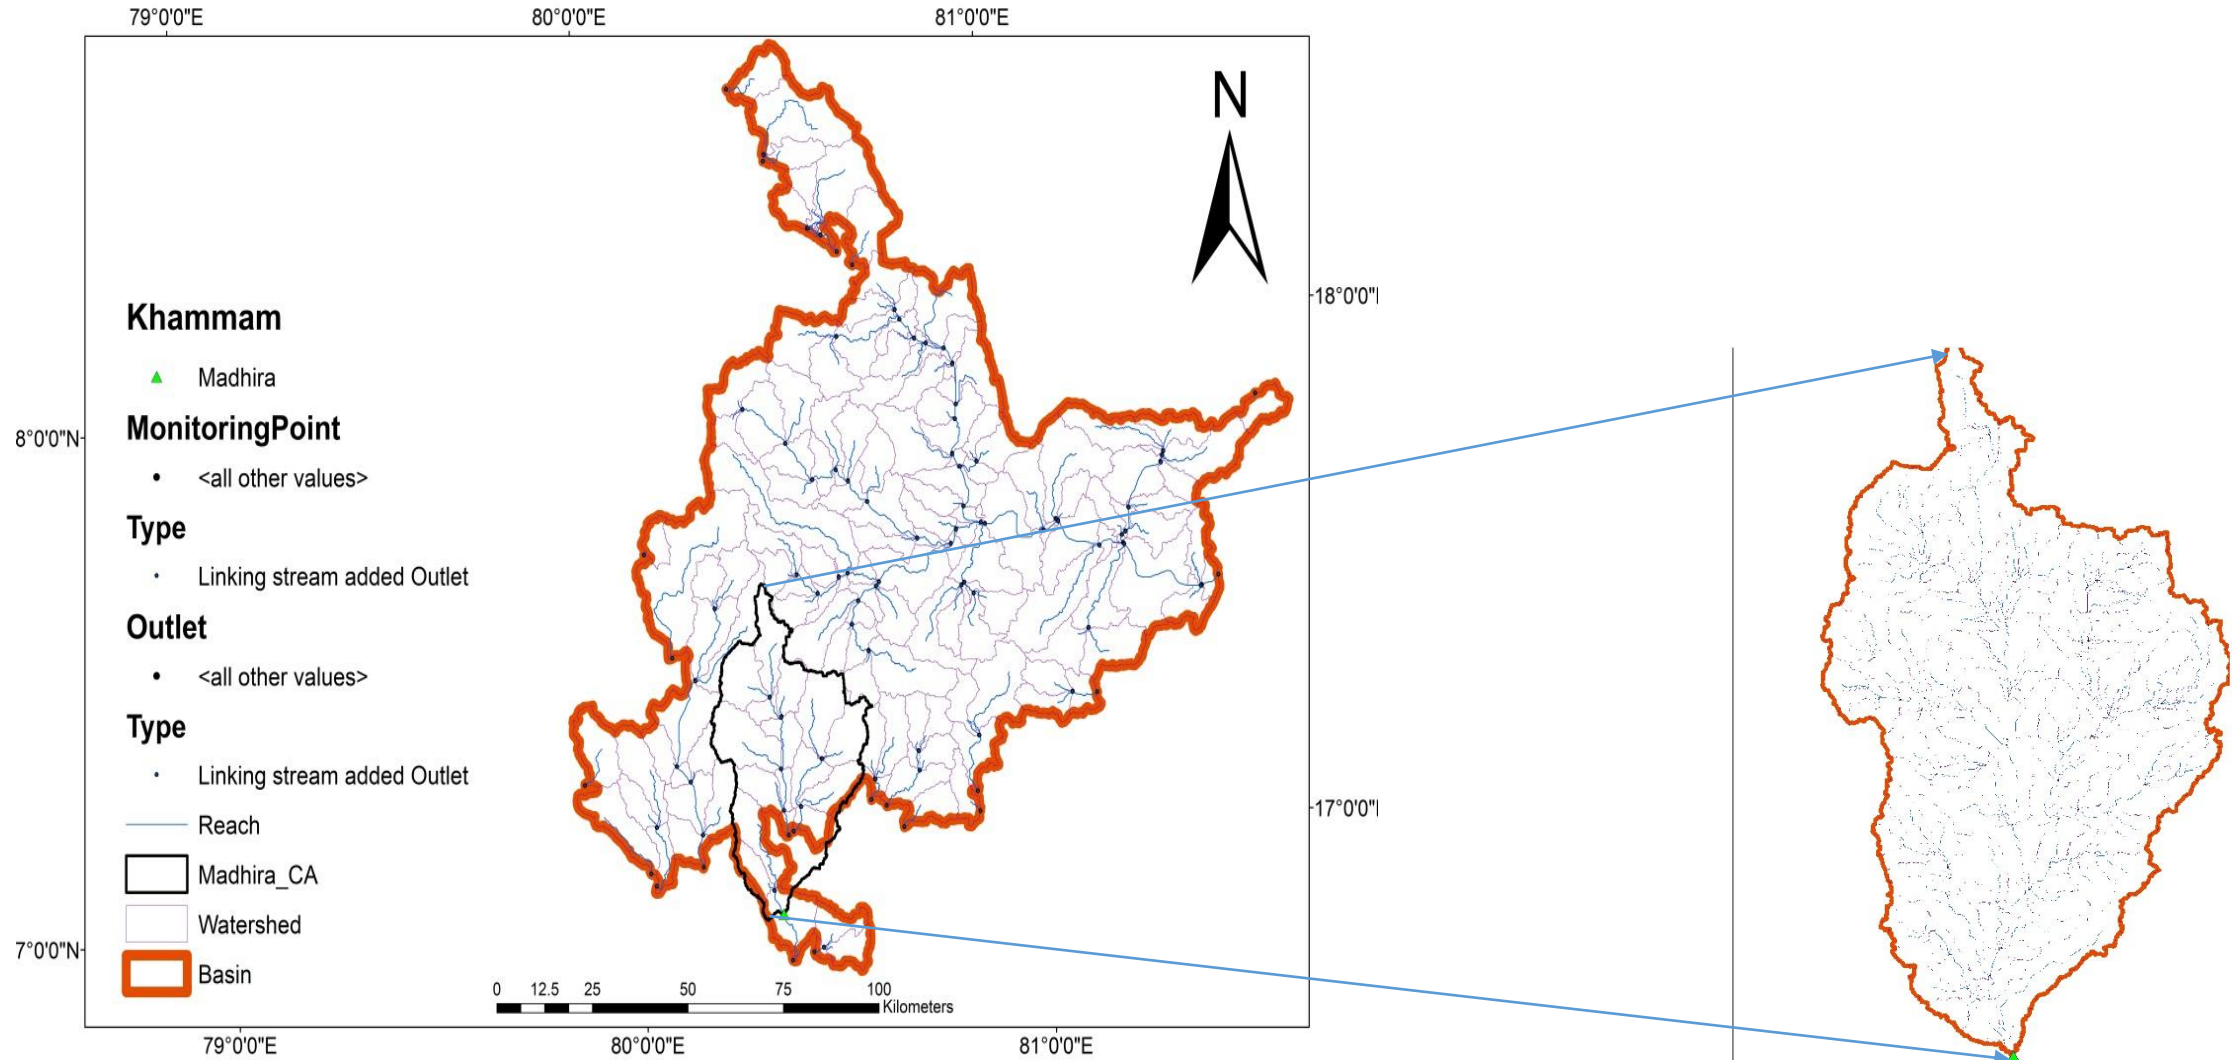 79°0'0"E
80°0'0"E
81°0'0"E
N
18°0'0"
Khammam
Madhira
MonitoringPoint
8°0'0"N
<all other values>
Type
Linking stream added Outlet
Outlet
<all other values>
Type
Linking stream added Outlet
17°0'0"
Reach
Madhira_CA
Watershed
7°0'0"N
Basin
0 12.5 25 50 75 100
Kilometers
79°0'0"E
80°0'0"E
81°0'0"E